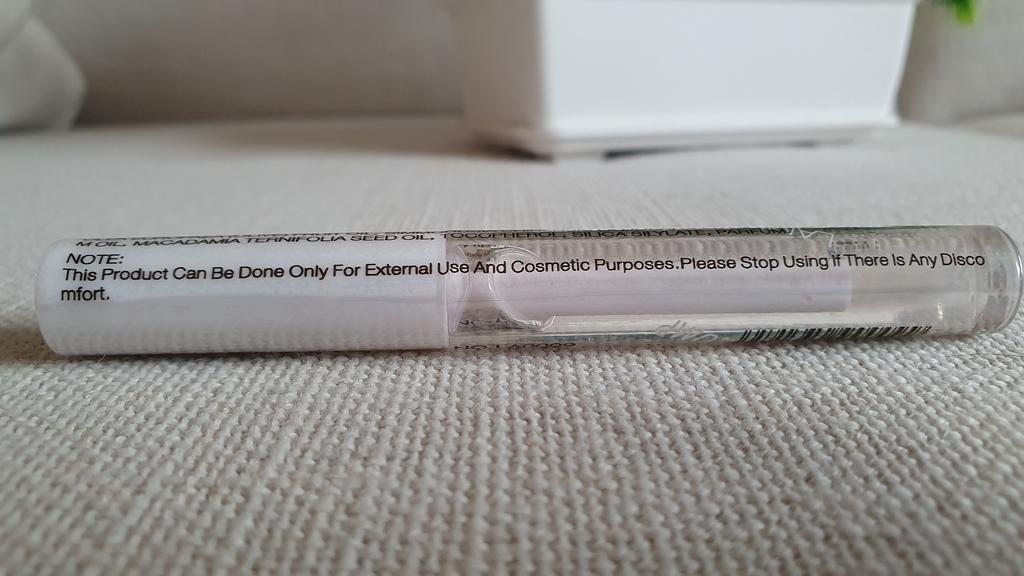 M OIL, MACADAMIA TERNIFOLIA SEED OIL, TOCOPHEROL, SILICA SILYLATE, PARFUM
NOTE:
This Product Can Be Done Only For External Use And Cosmetic Purposes.Please Stop Using if There Is Any Disco
mfort.